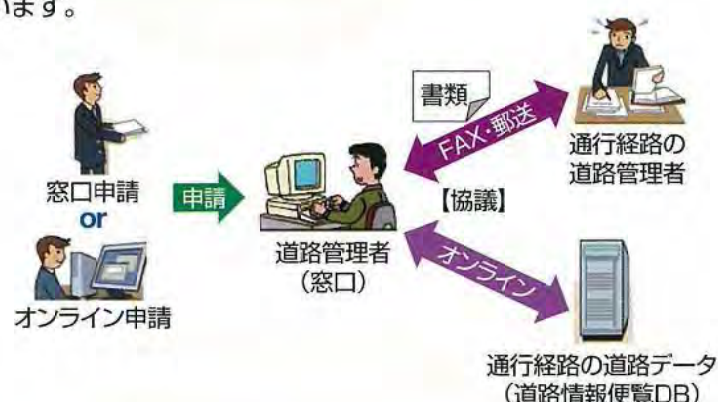 います。
書類
FAX・郵送
通行経路の
道路管理者
窓口申請
or
オンライン申請
申請
道路管理者
(窓口)
【協議】
オンライン
通行経路の道路データ
(道路情報便覧DB)